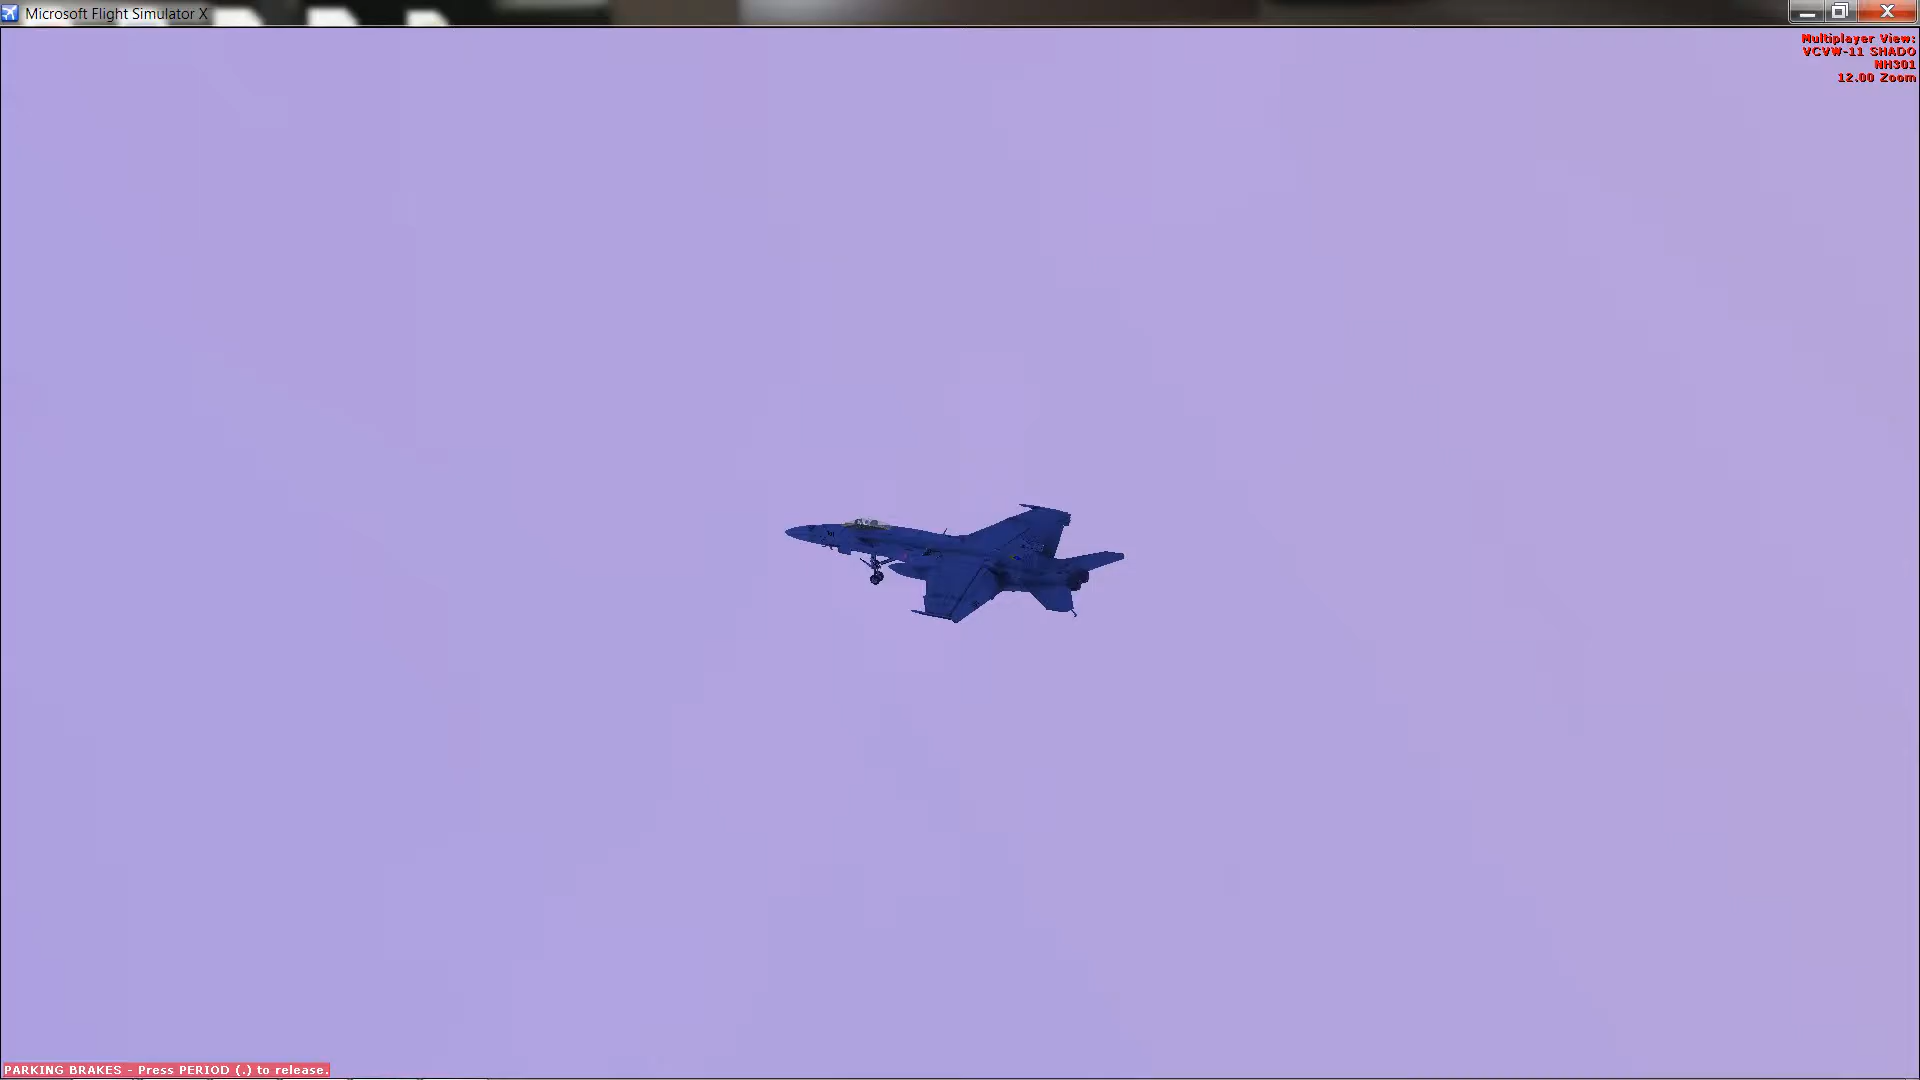 Microsoft Flight Simulator X
Multiplayer View:
VCVW-11 SHADO
NH301
12.00 Zoom
PARKING BRAKES - Press PERIOD (.) to release.